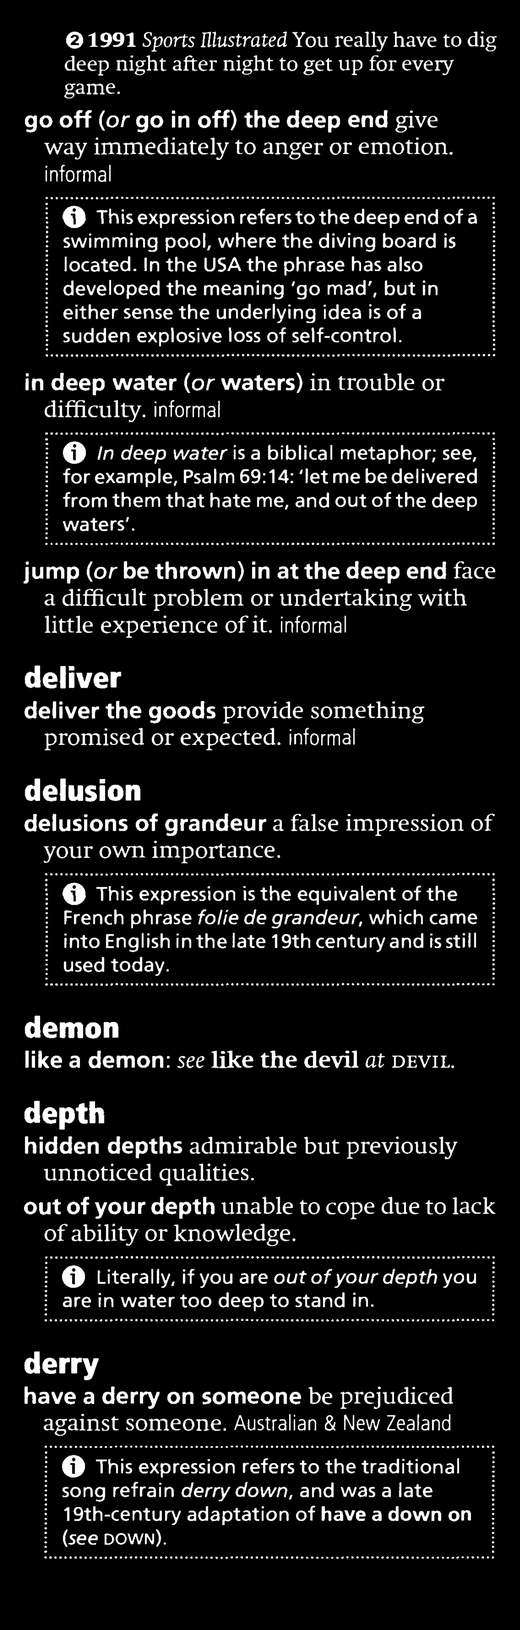 ❷ 1991 Sports Illustrated You really have to dig
deep night after night to get up for every
game.
go off (or go in off) the deep end give
way immediately to anger or emotion.
informal
ⓘ This expression refers to the deep end of a
swimming pool, where the diving board is
located. In the USA the phrase has also
developed the meaning 'go mad', but in
either sense the underlying idea is of a
sudden explosive loss of self-control.
in deep water (or waters) in trouble or
difficulty. informal
ⓘ In deep water is a biblical metaphor; see,
for example, Psalm 69:14: 'let me be delivered
from them that hate me, and out of the deep
waters'.
jump (or be thrown) in at the deep end face
a difficult problem or undertaking with
little experience of it. informal
deliver
deliver the goods provide something
promised or expected. informal
delusion
delusions of grandeur a false impression of
your own importance.
ⓘ This expression is the equivalent of the
French phrase folie de grandeur, which came
into English in the late 19th century and is still
used today.
demon
like a demon: see like the devil at DEVIL.
depth
hidden depths admirable but previously
unnoticed qualities.
out of your depth unable to cope due to lack
of ability or knowledge.
ⓘ Literally, if you are out of your depth you
are in water too deep to stand in.
derry
have a derry on someone be prejudiced
against someone. Australian & New Zealand
ⓘ This expression refers to the traditional
song refrain derry down, and was a late
19th-century adaptation of have a down on
(see DOWN).